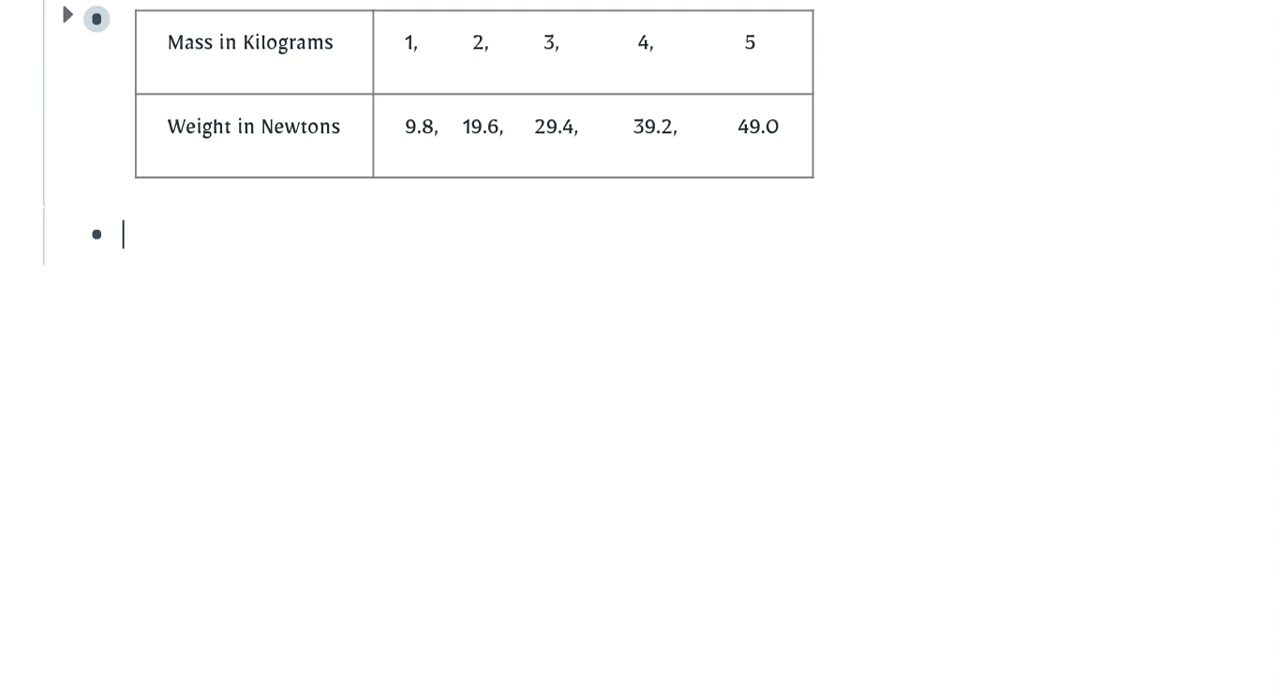 Mass in Kilograms 1, 2, 3, 4, 5
Weight in Newtons 9.8, 19.6, 29.4, 39.2, 49.0